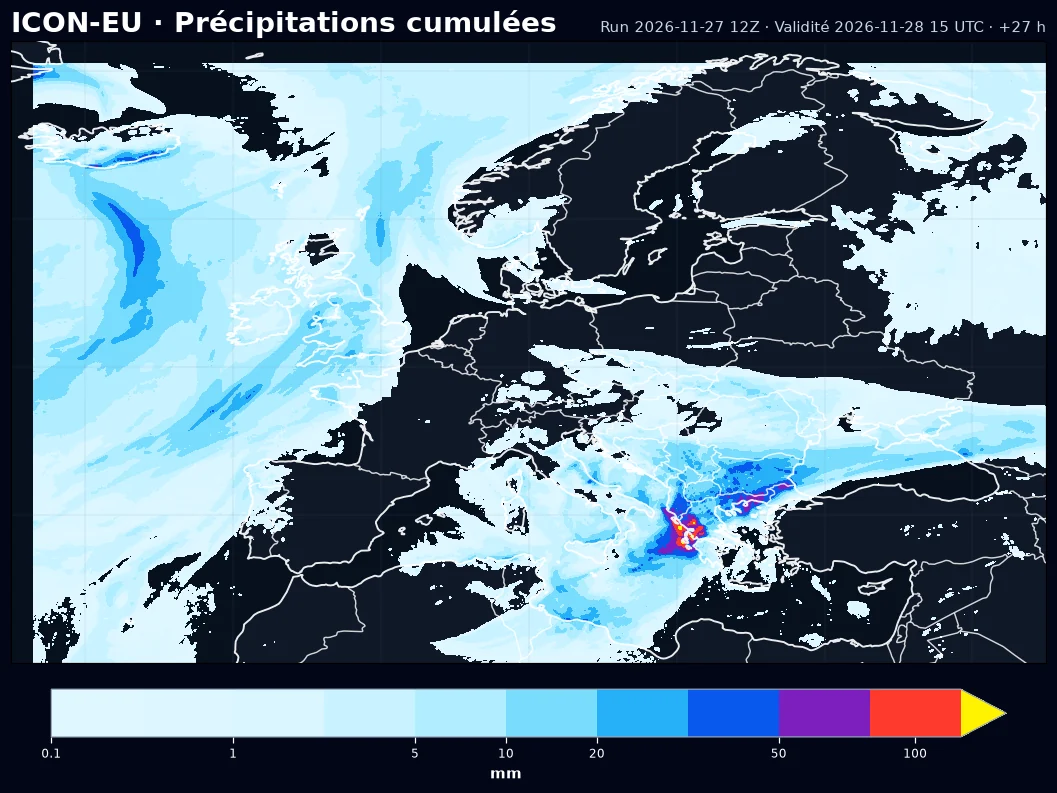 ICON-EU · Précipitations cumulées
Run 2026-11-27 12Z · Validité 2026-11-28 15 UTC · +27 h
0.1 1 5 10 20 50 100
mm